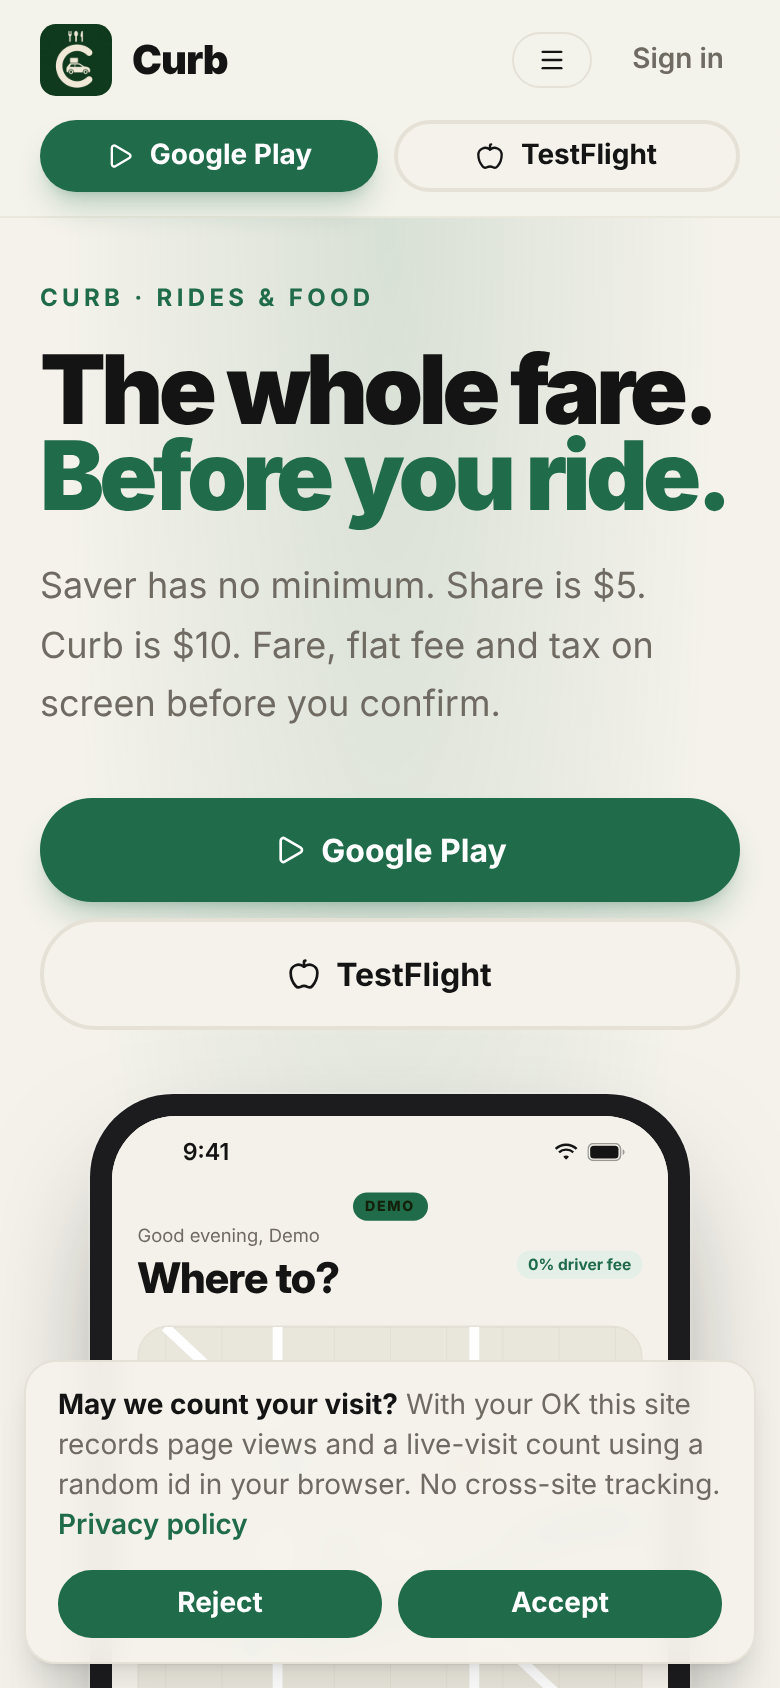 Curb
Sign in
Google Play
TestFlight
CURB · RIDES & FOOD
The whole fare.
Before you ride.
Saver has no minimum. Share is $5.
Curb is $10. Fare, flat fee and tax on
screen before you confirm.
Google Play
TestFlight
9:41
DEMO
Good evening, Demo
Where to?
0% driver fee
May we count your visit? With your OK this site
records page views and a live-visit count using a
random id in your browser. No cross-site tracking.
Privacy policy
Reject
Accept